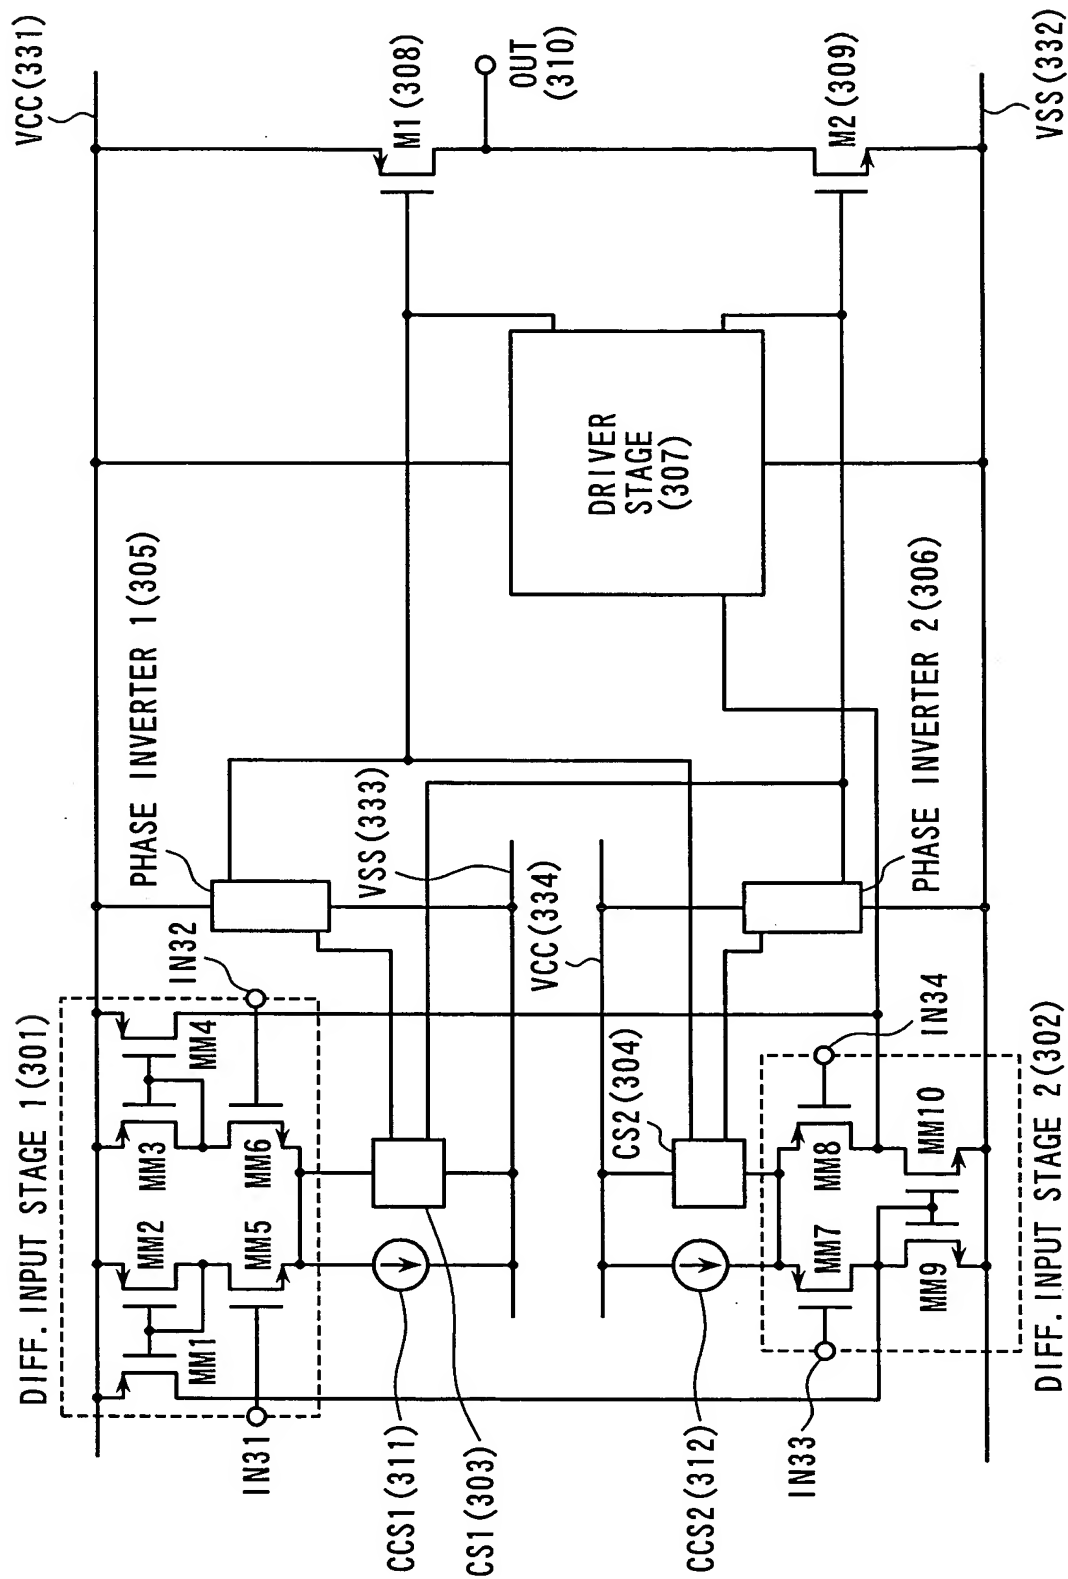 VCC(331)
M1(308)
OUT
(310)
M2(309)
VSS(332)
DRIVER
STAGE
(307)
PHASE INVERTER 1(305)
PHASE INVERTER 2(306)
VSS(333)
VCC(334)
IN32
IN34
DIFF. INPUT STAGE 1(301)
MM4
MM3
MM6
MM2
MM5
MM1
IN31
CS2(304)
MM8
MM10
MM7
MM9
IN33
CCS1(311)
CS1(303)
CCS2(312)
DIFF. INPUT STAGE 2(302)